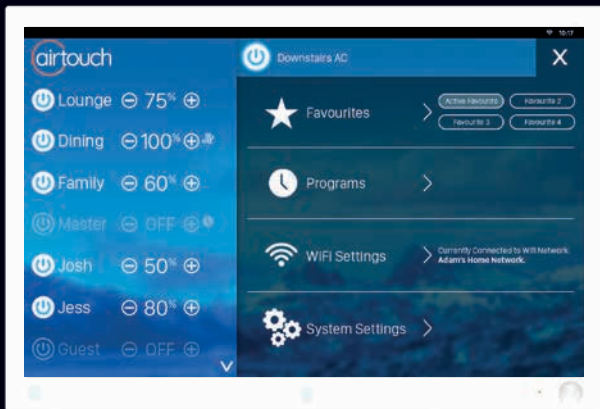 10:17
airtouch
Downstairs AC
X
Lounge 75%
Dining 100%
Family 60%
Master OFF
Josh 50%
Jess 80%
Guest OFF
Favourites
Active Favourite Favourite 2
Favourite 3 Favourite 4
Programs
WiFi Settings
Currently Connected to Wifi Network:
Adam's Home Network.
System Settings